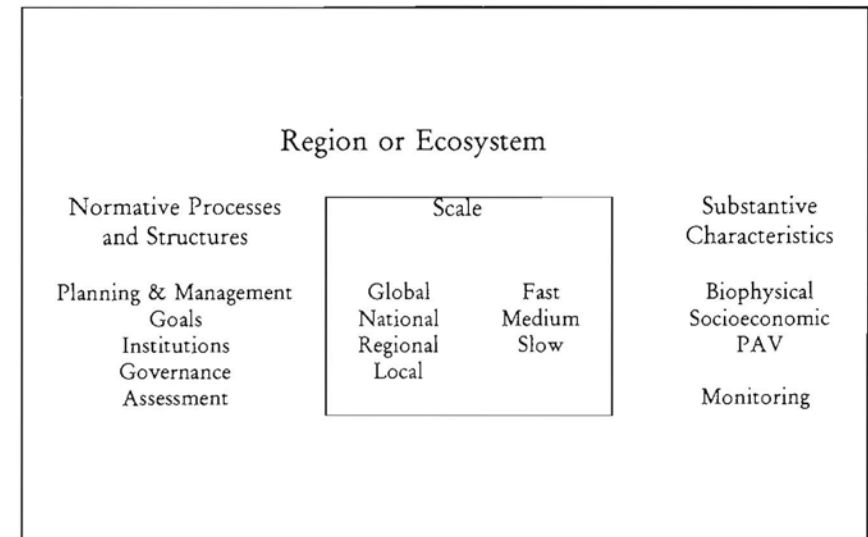 Region or Ecosystem
Normative Processes
and Structures
Planning & Management
Goals
Institutions
Governance
Assessment
Scale
Global
National
Regional
Local
Fast
Medium
Slow
Substantive
Characteristics
Biophysical
Socioeconomic
PAV
Monitoring